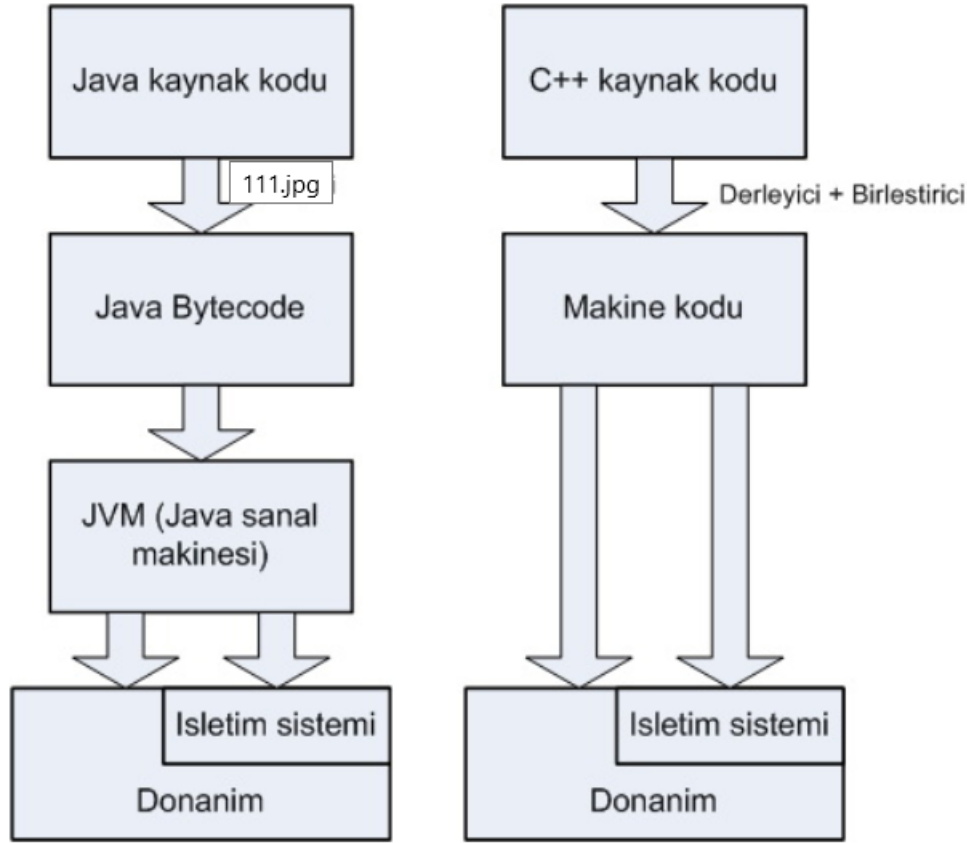 Java kaynak kodu
111.jpg
Java Bytecode
JVM (Java sanal
makinesi)
Isletim sistemi
Donanim
C++ kaynak kodu
Derleyici + Birlestirici
Makine kodu
Isletim sistemi
Donanim